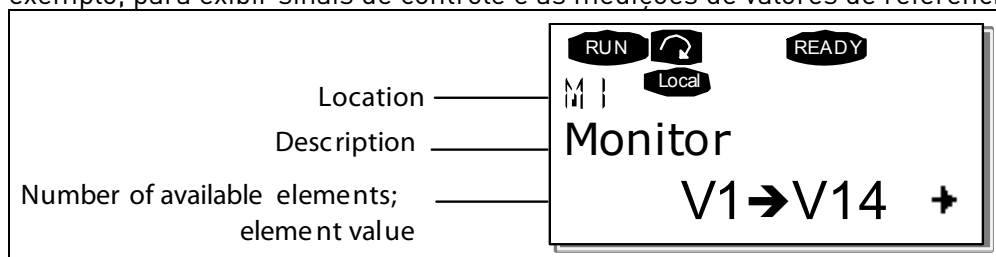 exemplo, para exibir sinais de controle e as medições de valores de referênci
RUN READY
Location M1 Local
Description Monitor
Number of available elements; V1➔V14
element value